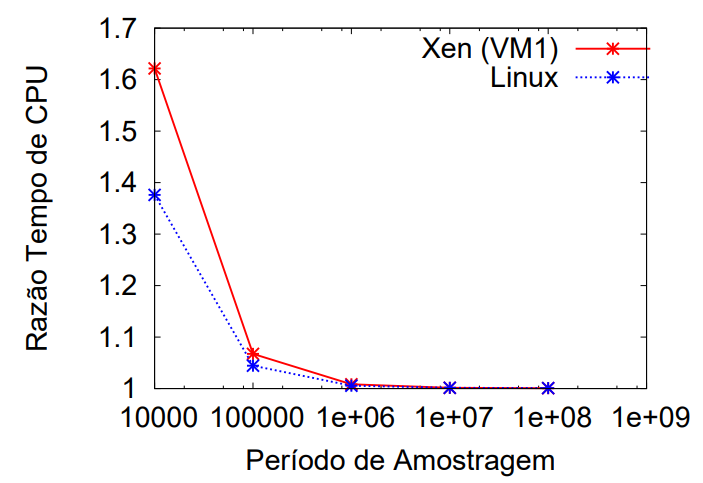 1.7
1.6
1.5
1.4
1.3
1.2
1.1
1
Razão Tempo de CPU
Xen (VM1)
Linux
10000 100000 1e+06 1e+07 1e+08 1e+09
Período de Amostragem